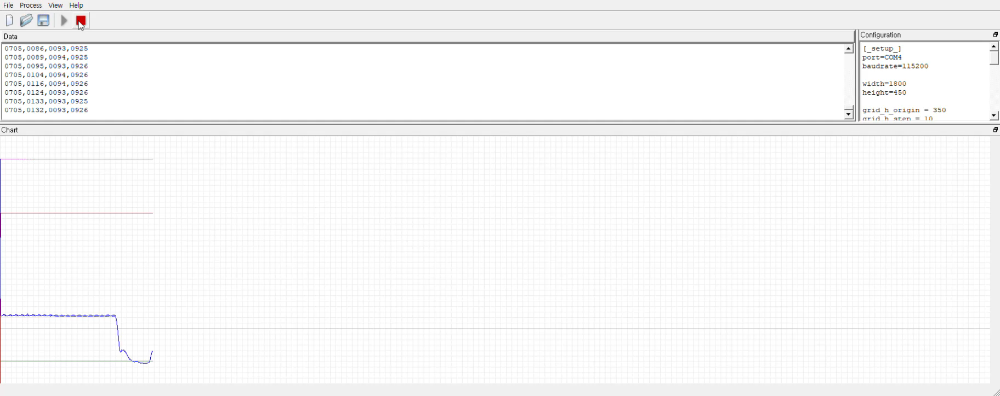 File Process View Help
Data
0705,0086,0093,0925
0705,0089,0094,0925
0705,0095,0093,0926
0705,0104,0094,0926
0705,0116,0094,0926
0705,0124,0093,0926
0705,0133,0093,0925
0705,0132,0093,0926
Configuration
[_setup_]
port=COM4
baudrate=115200
width=1800
height=450
grid_h_origin = 350
grid_h_step = 10
Chart